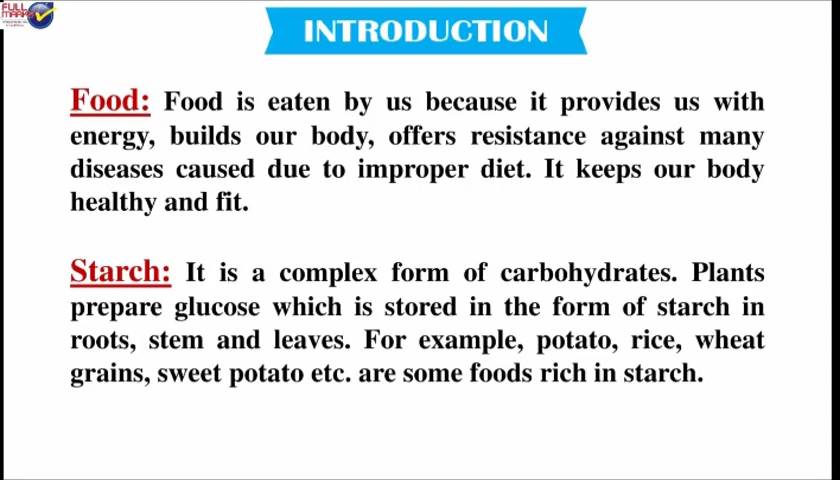 FULL
MARKS
INTRODUCTION
Food: Food is eaten by us because it provides us with
energy, builds our body, offers resistance against many
diseases caused due to improper diet. It keeps our body
healthy and fit.
Starch: It is a complex form of carbohydrates. Plants
prepare glucose which is stored in the form of starch in
roots, stem and leaves. For example, potato, rice, wheat
grains, sweet potato etc. are some foods rich in starch.